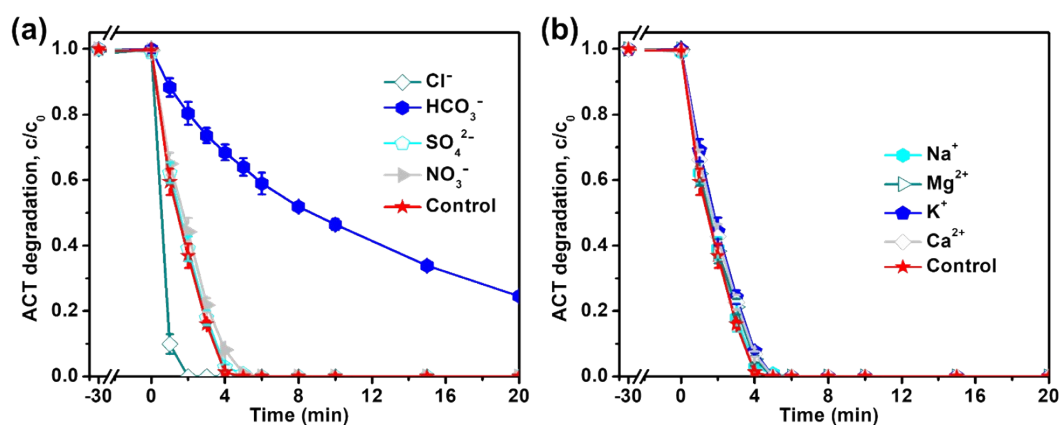 (a)
ACT degradation, c/c₀
1.0
0.8
0.6
0.4
0.2
0.0
Cl⁻
HCO₃⁻
SO₄²⁻
NO₃⁻
Control
-30 0 4 8 12 16 20
Time (min)
(b)
ACT degradation, c/c₀
1.0
0.8
0.6
0.4
0.2
0.0
Na⁺
Mg²⁺
K⁺
Ca²⁺
Control
-30 0 4 8 12 16 20
Time (min)